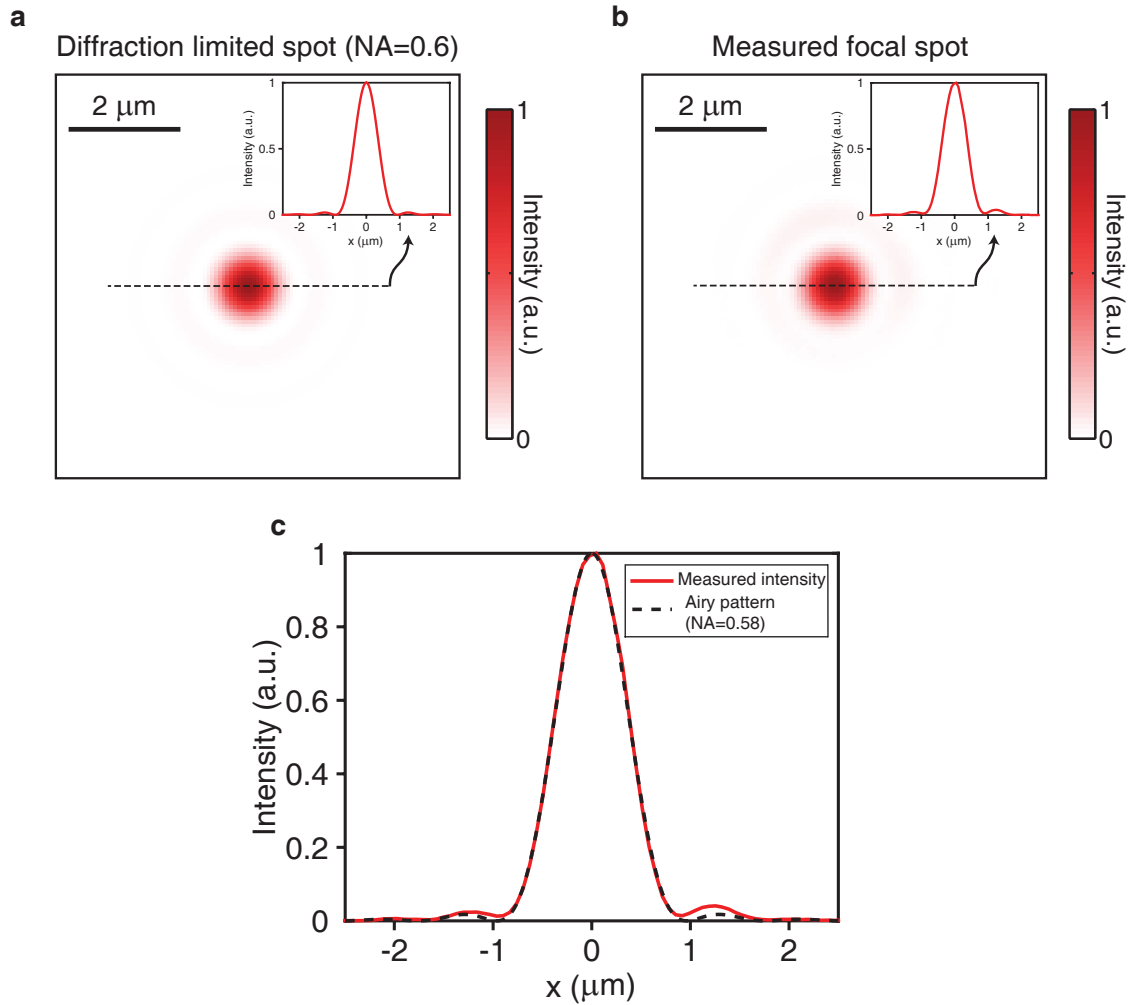 a
Diffraction limited spot (NA=0.6)
2 μm
1
0.5
0
Intensity (a.u.)
-2 -1 0 1 2
x (μm)
1
Intensity (a.u.)
0
b
Measured focal spot
2 μm
1
0.5
0
Intensity (a.u.)
-2 -1 0 1 2
x (μm)
1
Intensity (a.u.)
0
c
1
0.8
0.6
0.4
0.2
0
Intensity (a.u.)
Measured intensity
Airy pattern
(NA=0.58)
-2 -1 0 1 2
x (μm)